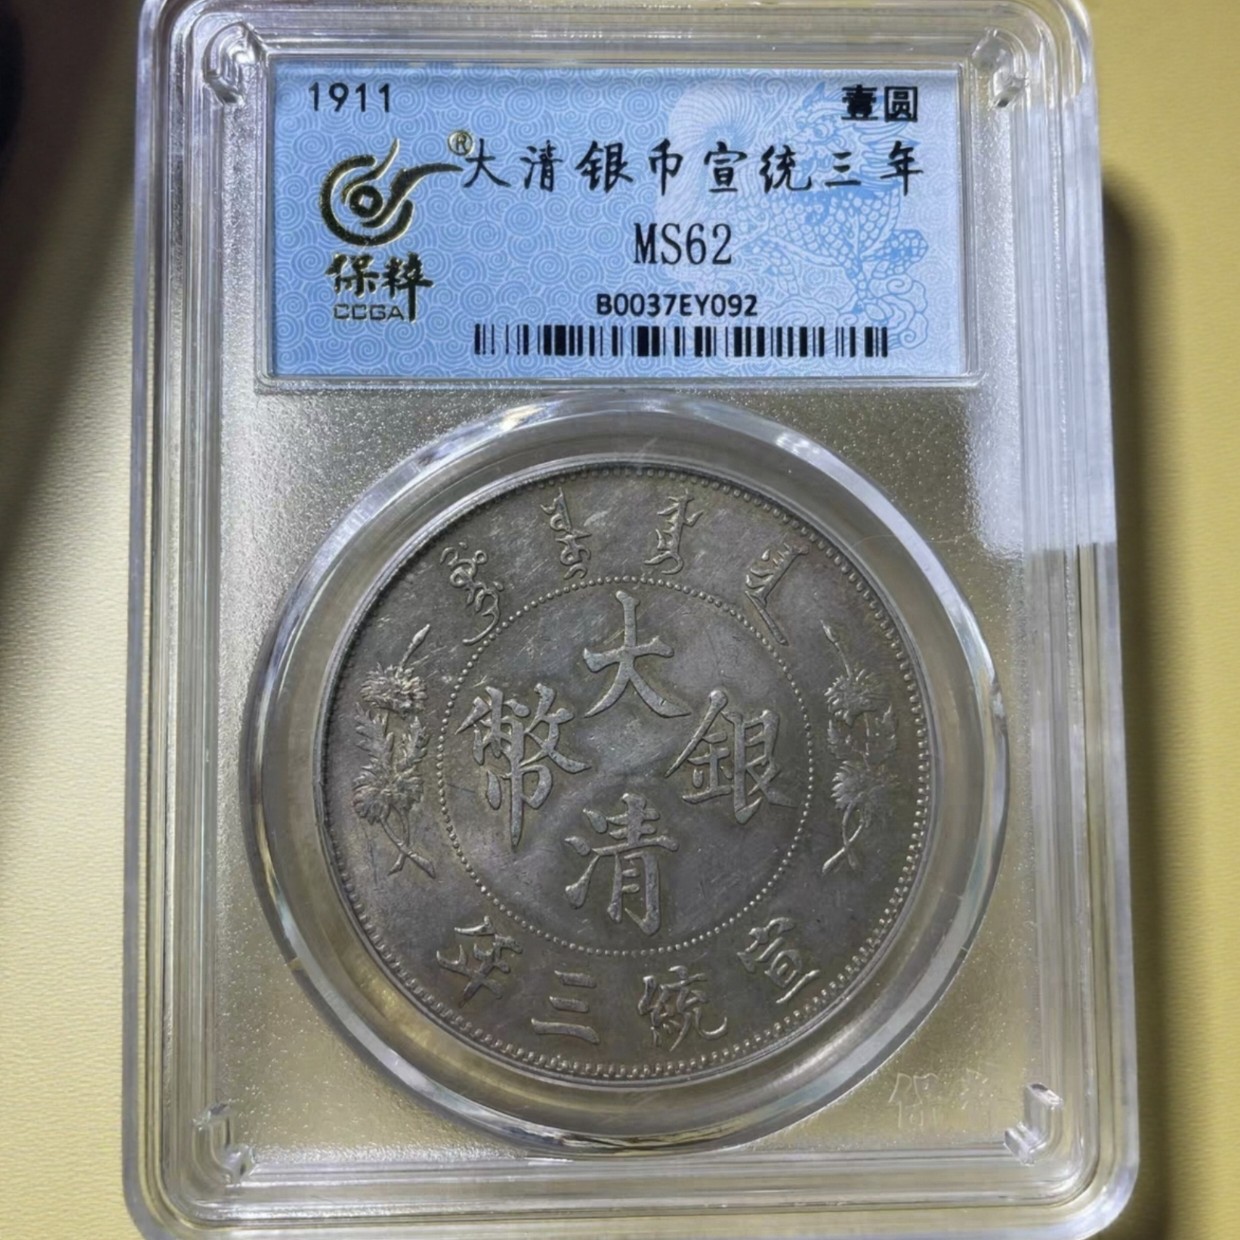 1911 壹圆
® 大清银币宣统三年
MS62
保粹
CCGA
B0037EY092
大
幣 銀
清
年三統宣